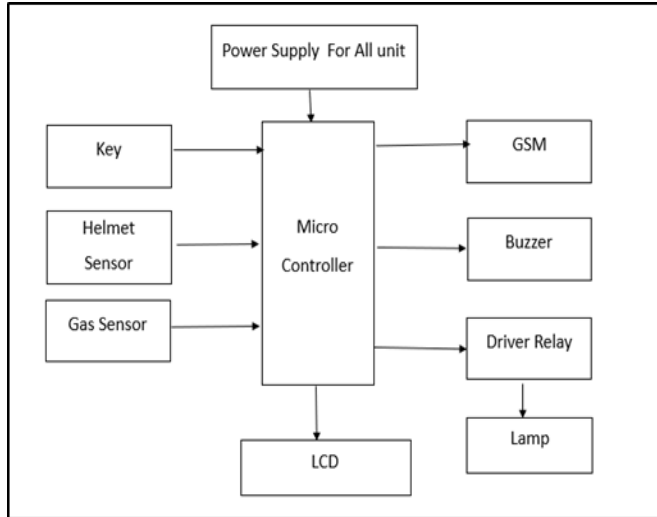 Power Supply For All unit
Key
GSM
Helmet
Sensor
Micro
Controller
Buzzer
Gas Sensor
Driver Relay
Lamp
LCD